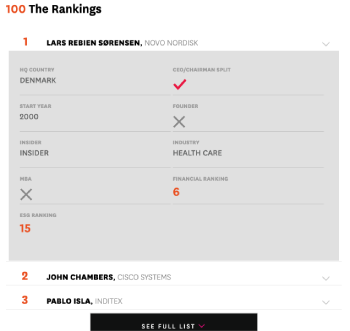 100 The Rankings
1 LARS REBIEN SØRENSEN, NOVO NORDISK
HQ COUNTRY CEO/CHAIRMAN SPLIT
DENMARK
START YEAR FOUNDER
2000
INSIDER INDUSTRY
INSIDER HEALTH CARE
MBA FINANCIAL RANKING
6
ESG RANKING
15
2 JOHN CHAMBERS, CISCO SYSTEMS
3 PABLO ISLA, INDITEX
SEE FULL LIST